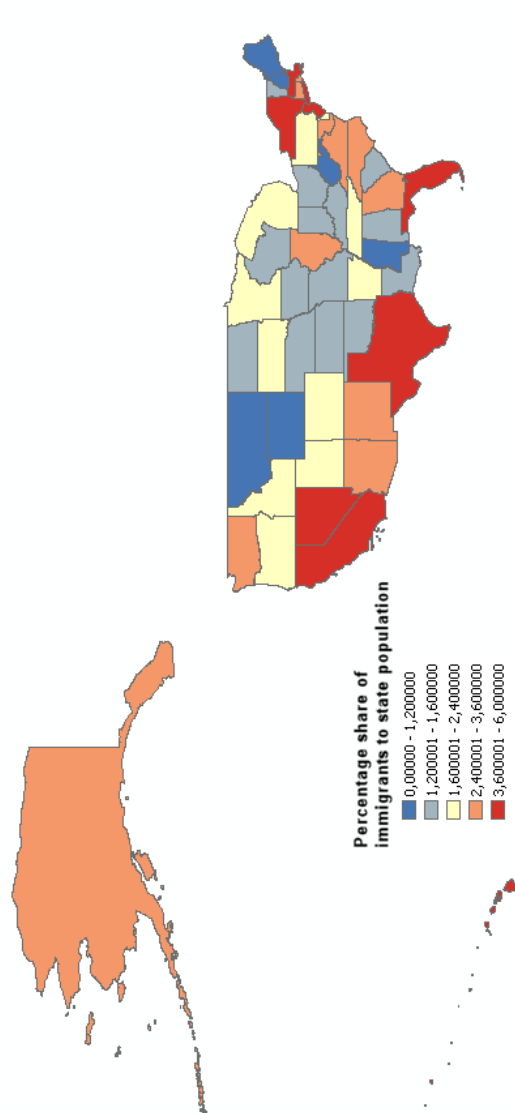 Percentage share of
immigrants to state population
0,00000 - 1,200000
1,200001 - 1,600000
1,600001 - 2,400000
2,400001 - 3,600000
3,600001 - 6,000000